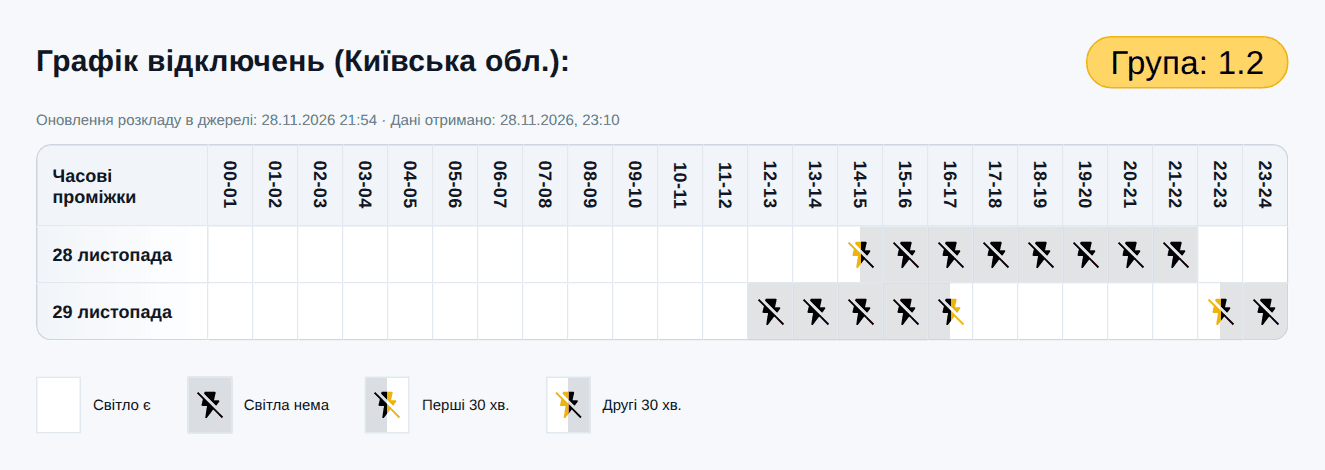 Графік відключень (Київська обл.):
Група: 1.2
Оновлення розкладу в джерелі: 28.11.2026 21:54 · Дані отримано: 28.11.2026, 23:10
Часові
проміжки
00-01
01-02
02-03
03-04
04-05
05-06
06-07
07-08
08-09
09-10
10-11
11-12
12-13
13-14
14-15
15-16
16-17
17-18
18-19
19-20
20-21
21-22
22-23
23-24
28 листопада
29 листопада
Світло є
Світла нема
Перші 30 хв.
Другі 30 хв.